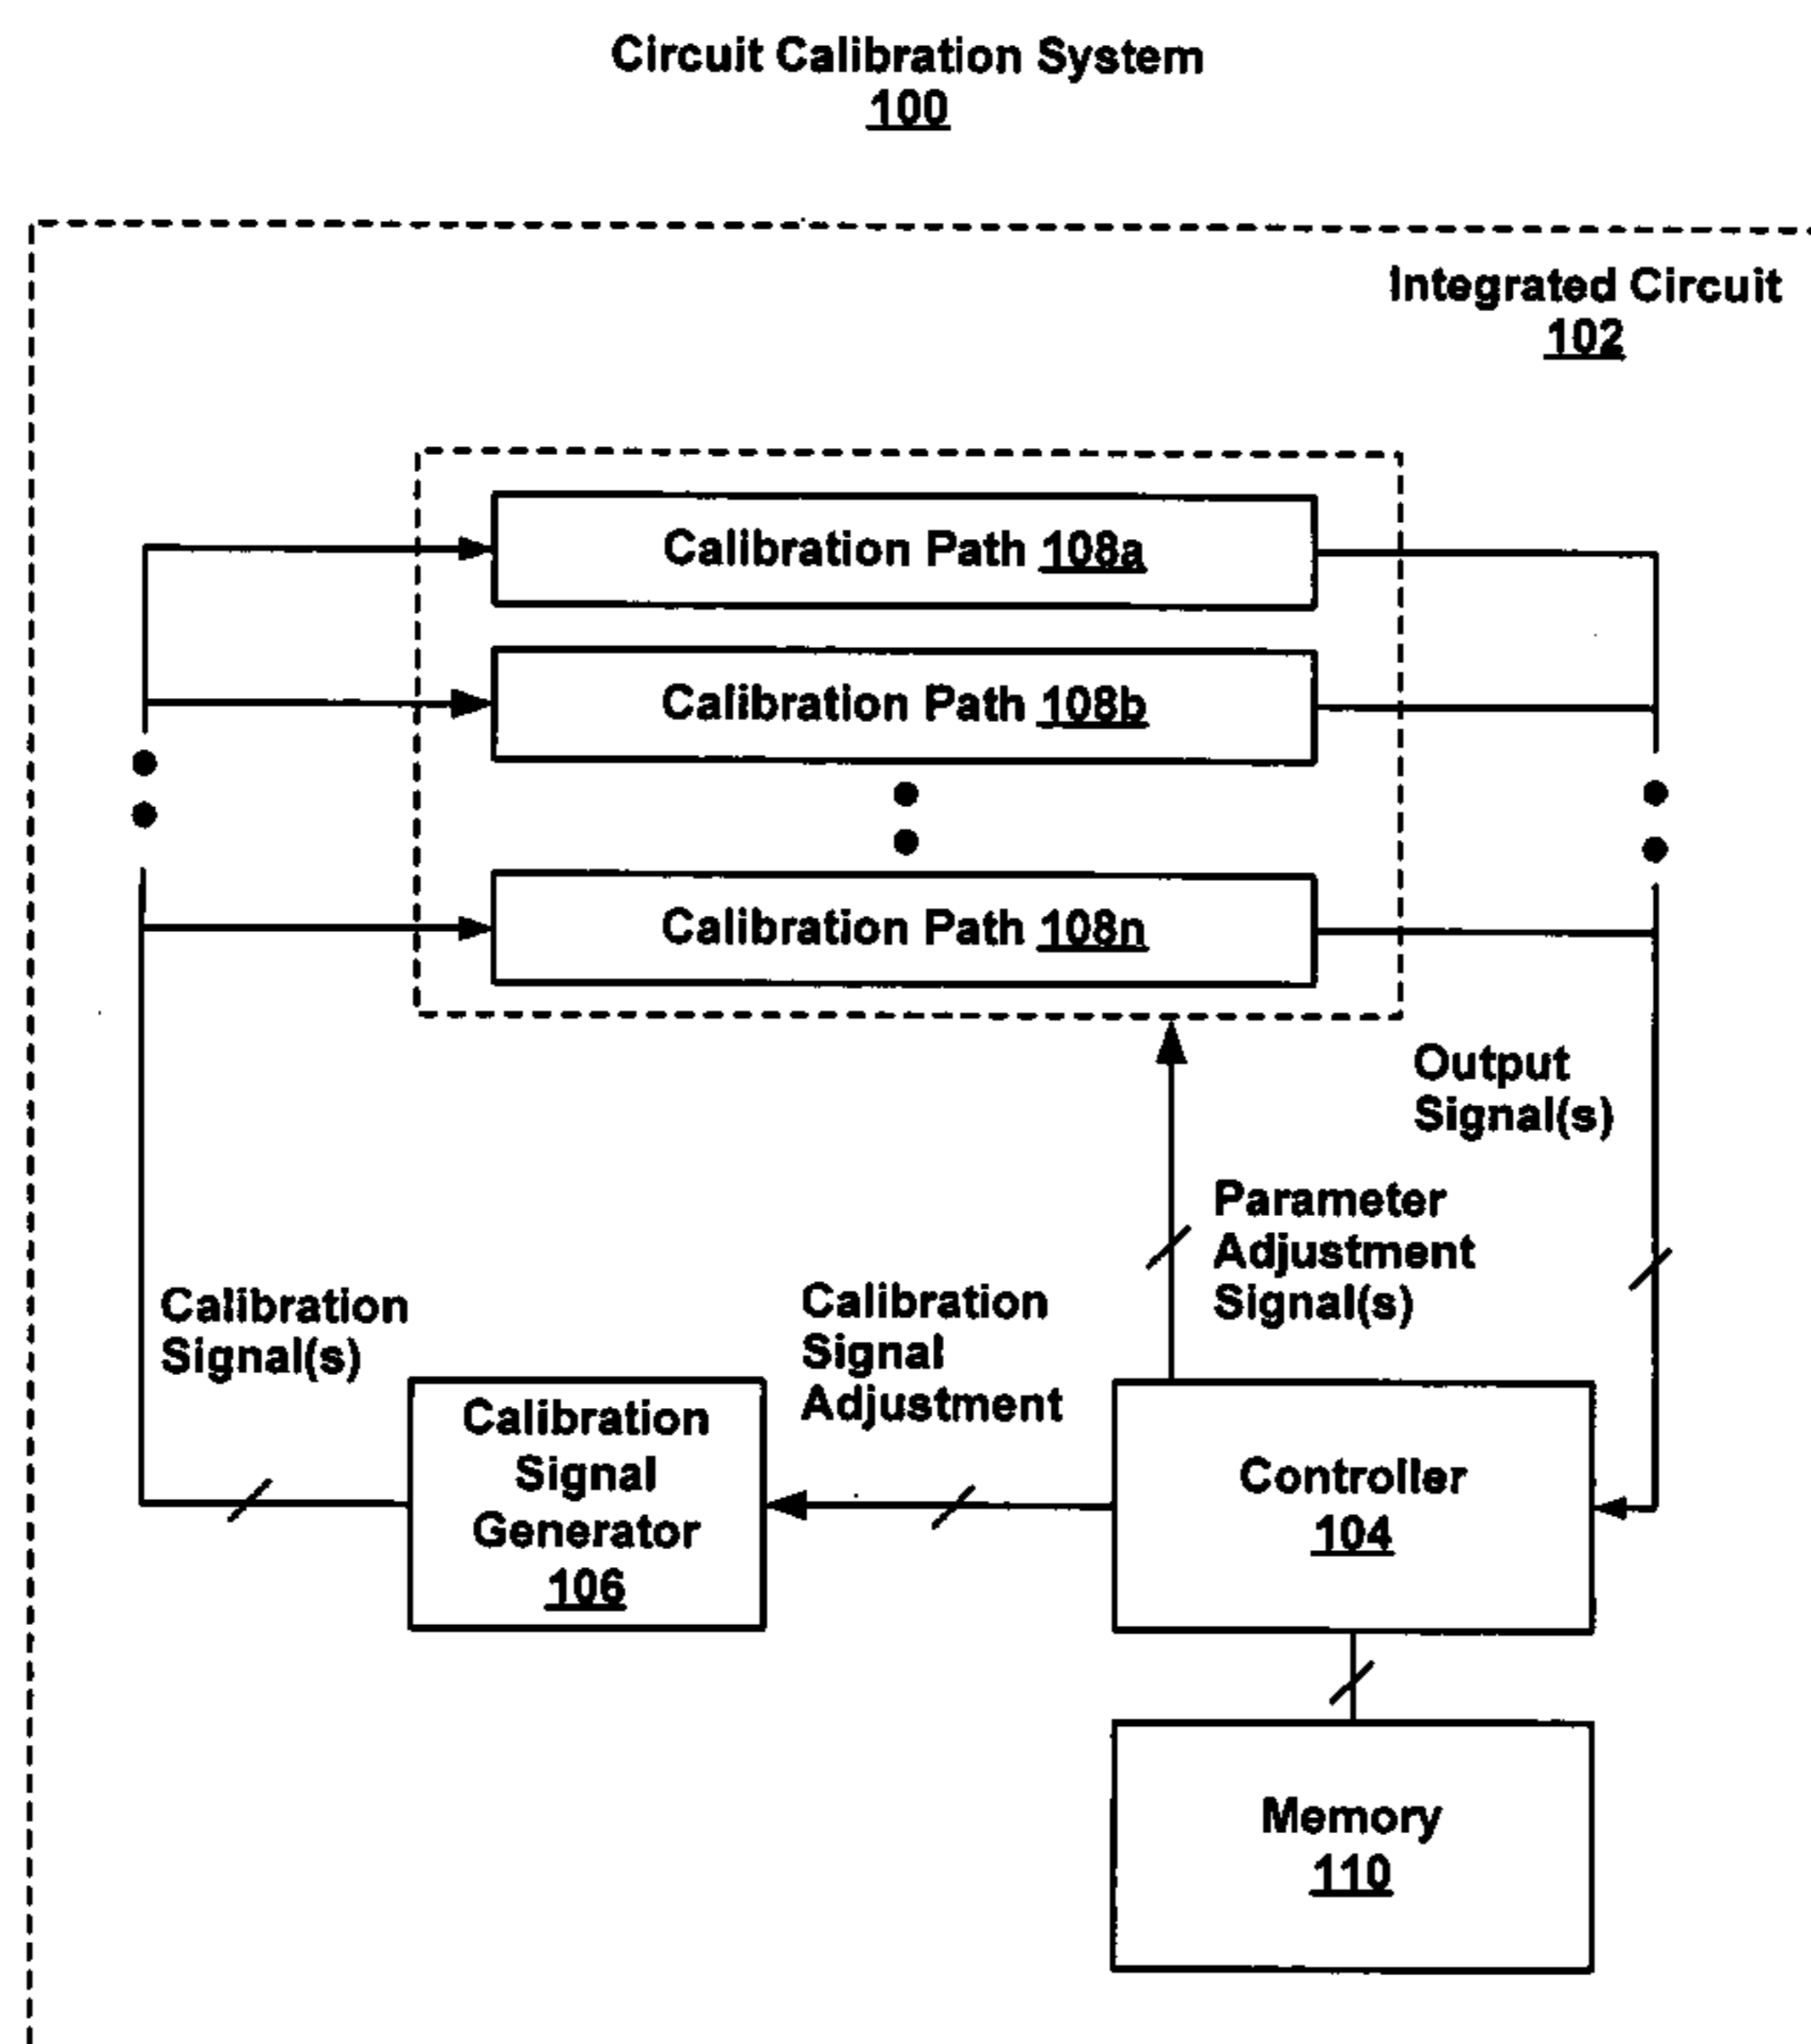 Circuit Calibration System
100
Integrated Circuit
102
Calibration Path 108a
Calibration Path 108b
Calibration Path 108n
Output
Signal(s)
Parameter
Adjustment
Signal(s)
Calibration
Signal(s)
Calibration
Signal
Adjustment
Calibration
Signal
Generator
106
Controller
104
Memory
110